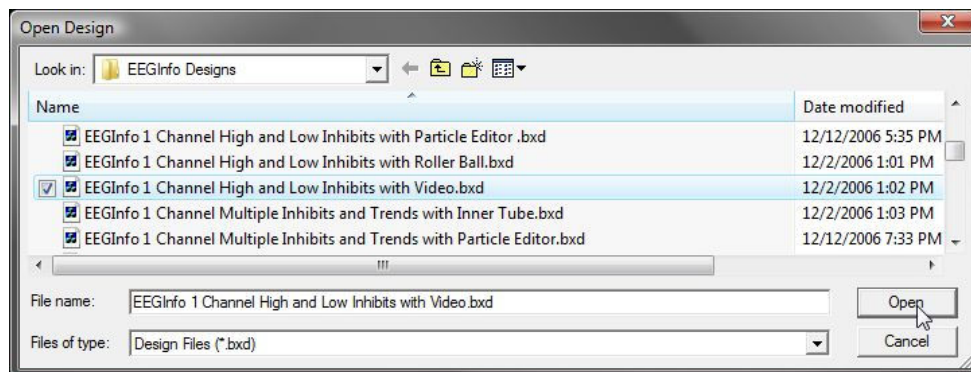 Open Design
Look in: EEGInfo Designs
Name Date modified
EEGInfo 1 Channel High and Low Inhibits with Particle Editor .bxd 12/12/2006 5:35 PM
EEGInfo 1 Channel High and Low Inhibits with Roller Ball.bxd 12/2/2006 1:01 PM
EEGInfo 1 Channel High and Low Inhibits with Video.bxd 12/2/2006 1:02 PM
EEGInfo 1 Channel Multiple Inhibits and Trends with Inner Tube.bxd 12/2/2006 1:03 PM
EEGInfo 1 Channel Multiple Inhibits and Trends with Particle Editor.bxd 12/12/2006 7:33 PM
File name: EEGInfo 1 Channel High and Low Inhibits with Video.bxd Open
Files of type: Design Files (*.bxd) Cancel